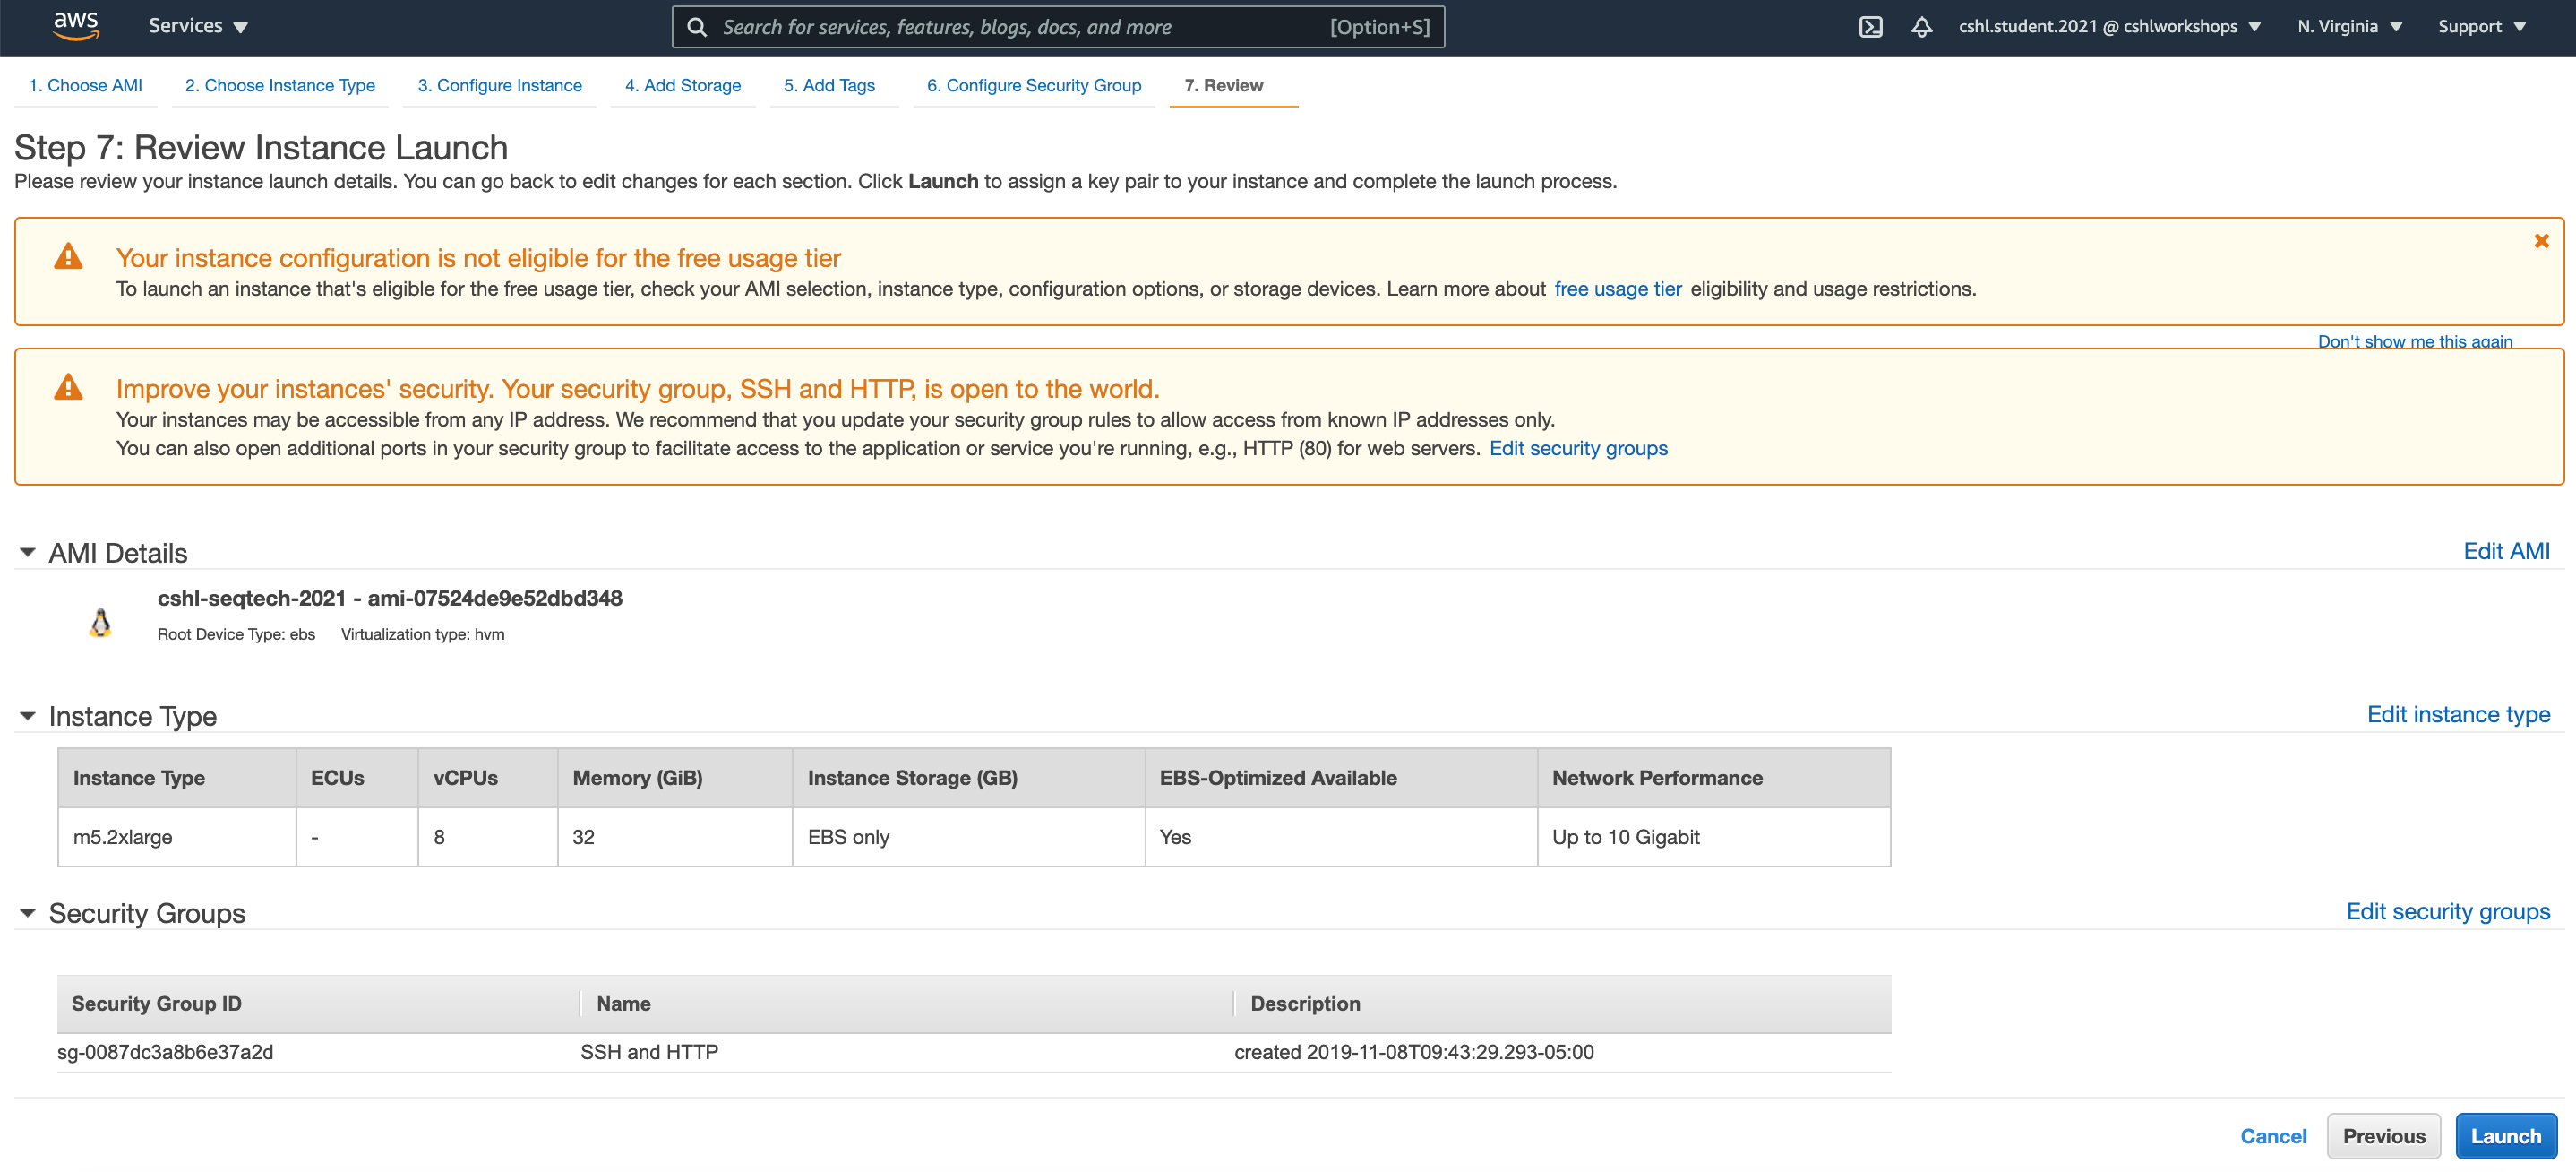 aws Services Search for services, features, blogs, docs, and more [Option+S] cshl.student.2021 @ cshlworkshops N. Virginia Support
1. Choose AMI 2. Choose Instance Type 3. Configure Instance 4. Add Storage 5. Add Tags 6. Configure Security Group 7. Review
Step 7: Review Instance Launch
Please review your instance launch details. You can go back to edit changes for each section. Click Launch to assign a key pair to your instance and complete the launch process.
Your instance configuration is not eligible for the free usage tier
To launch an instance that's eligible for the free usage tier, check your AMI selection, instance type, configuration options, or storage devices. Learn more about free usage tier eligibility and usage restrictions.
Don't show me this again
Improve your instances' security. Your security group, SSH and HTTP, is open to the world.
Your instances may be accessible from any IP address. We recommend that you update your security group rules to allow access from known IP addresses only.
You can also open additional ports in your security group to facilitate access to the application or service you're running, e.g., HTTP (80) for web servers. Edit security groups
AMI Details Edit AMI
cshl-seqtech-2021 - ami-07524de9e52dbd348
Root Device Type: ebs Virtualization type: hvm
Instance Type Edit instance type
Instance Type ECUs vCPUs Memory (GiB) Instance Storage (GB) EBS-Optimized Available Network Performance
m5.2xlarge - 8 32 EBS only Yes Up to 10 Gigabit
Security Groups Edit security groups
Security Group ID Name Description
sg-0087dc3a8b6e37a2d SSH and HTTP created 2019-11-08T09:43:29.293-05:00
Cancel Previous Launch